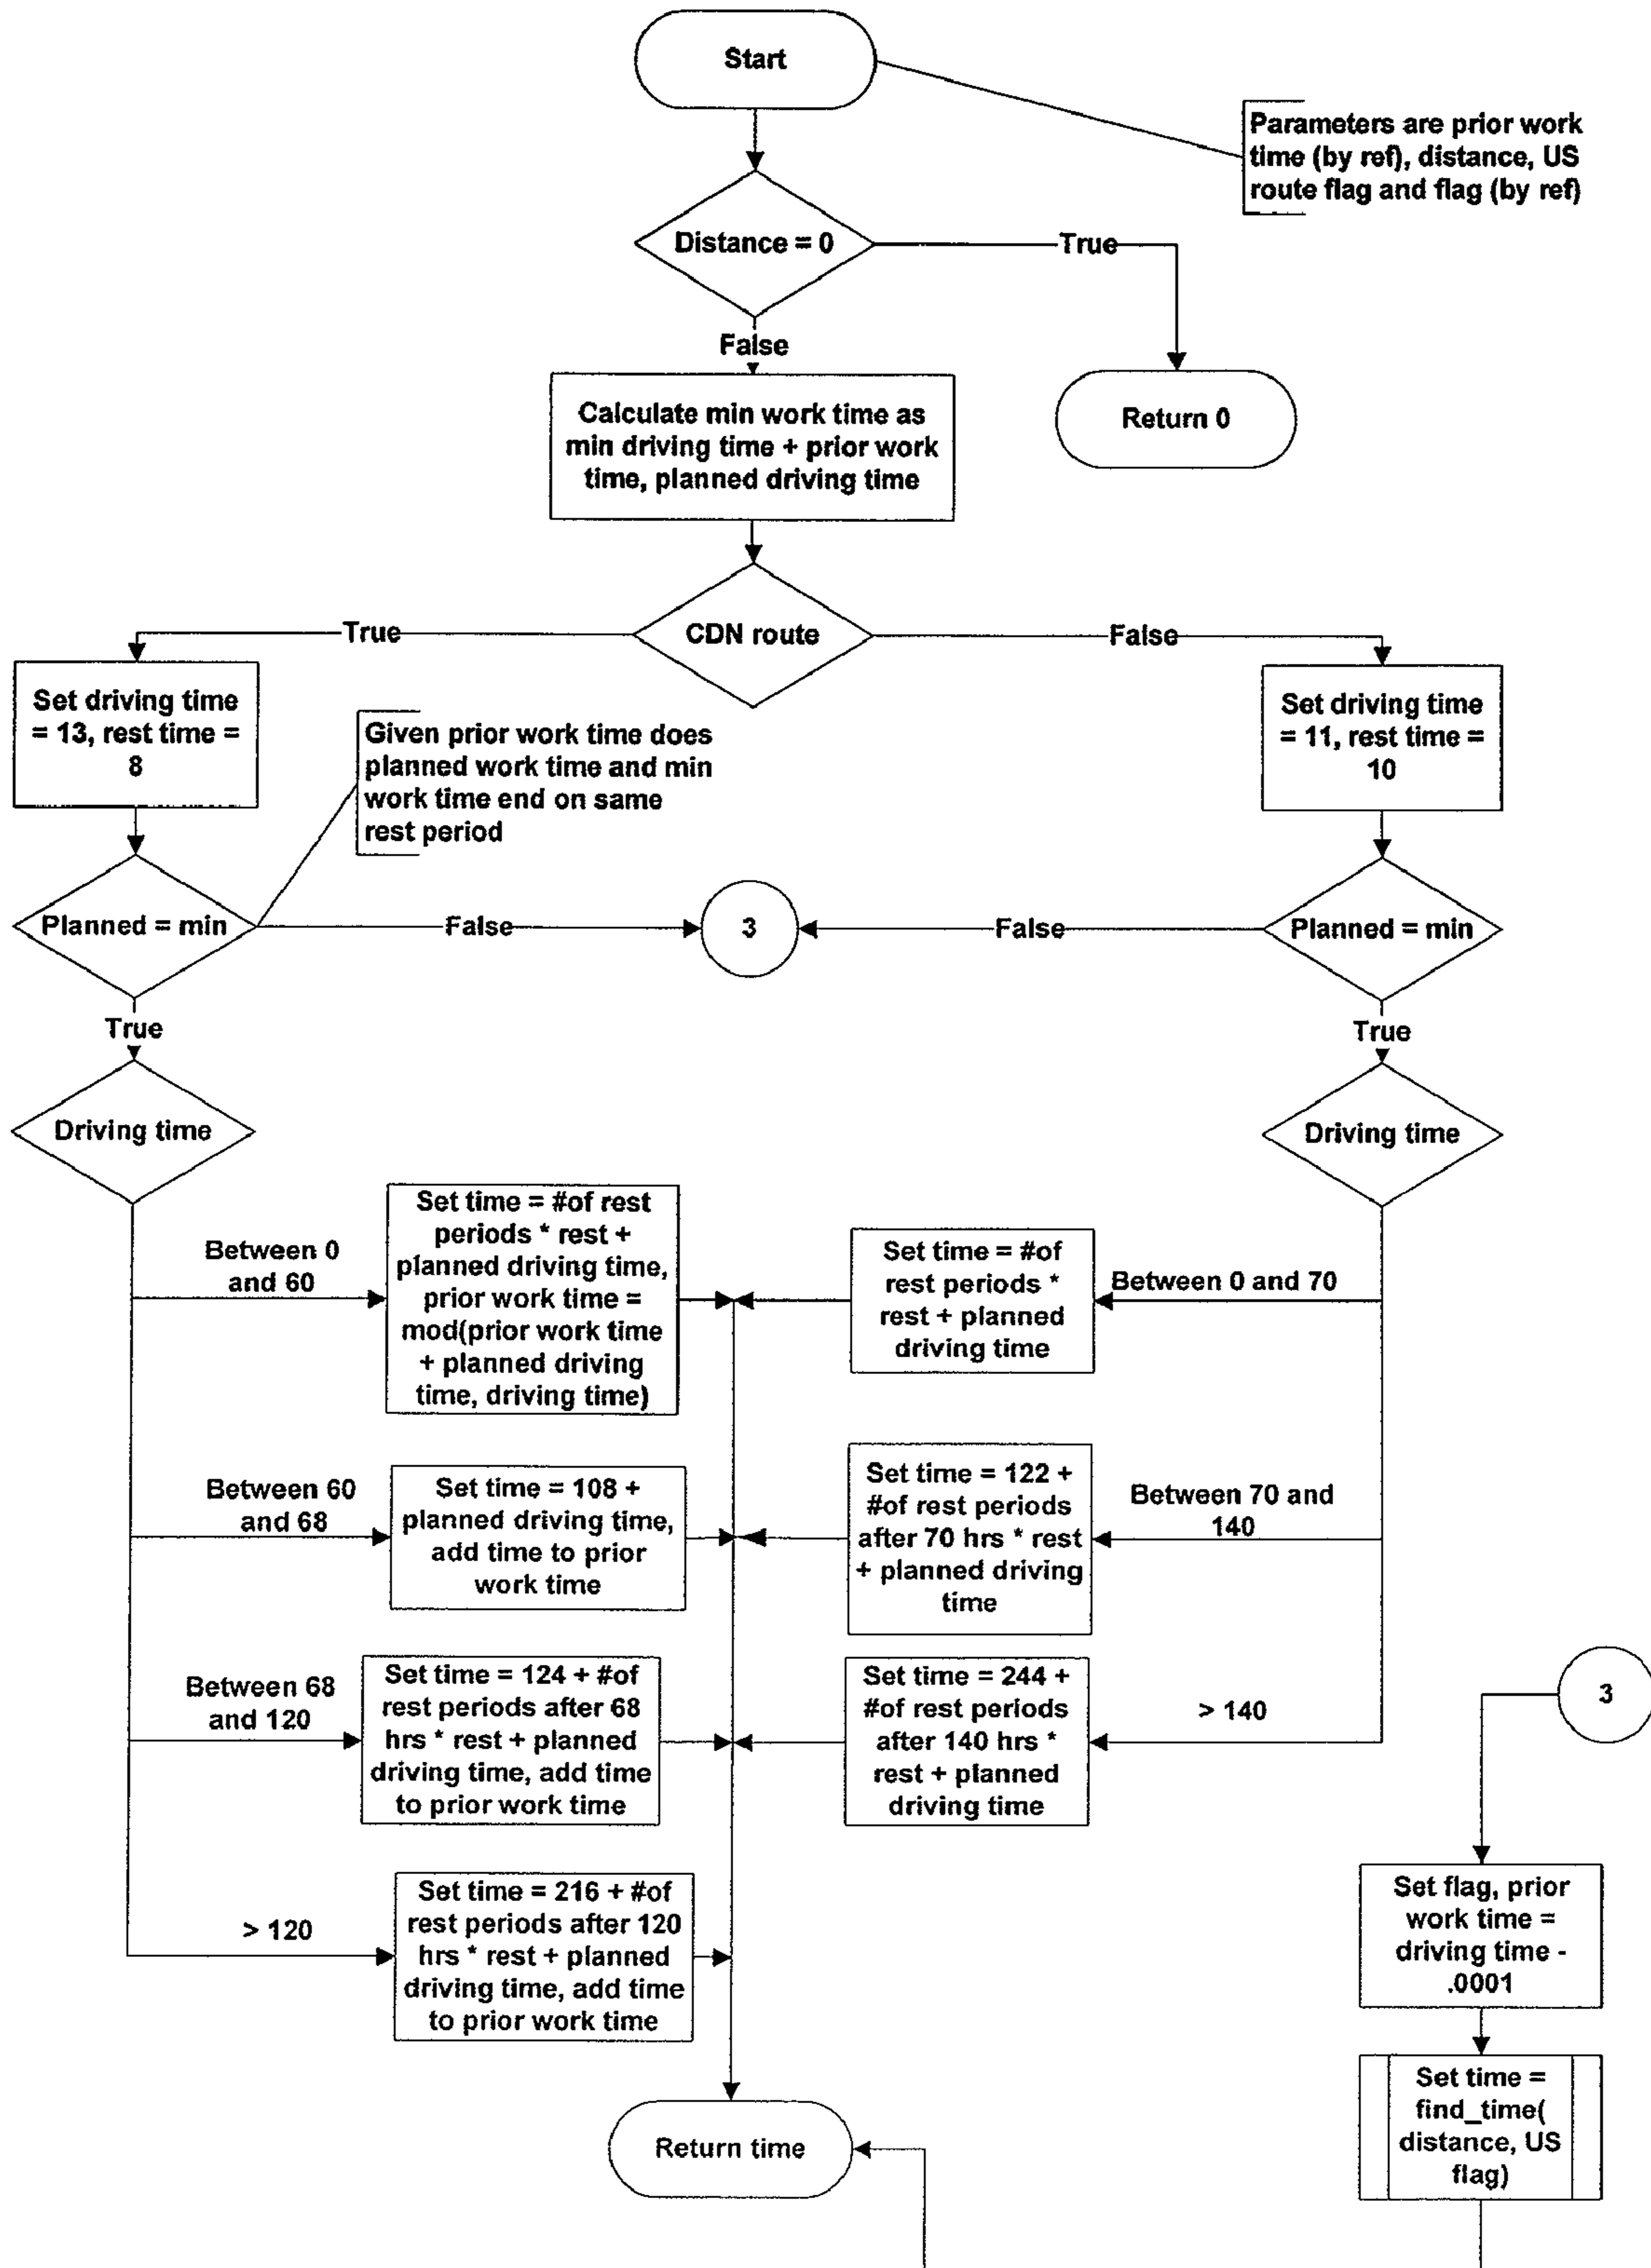 Start
Parameters are prior work
time (by ref), distance, US
route flag and flag (by ref)
Distance = 0
True
False
Return 0
Calculate min work time as
min driving time + prior work
time, planned driving time
CDN route
True
False
Set driving time
= 13, rest time =
8
Given prior work time does
planned work time and min
work time end on same
rest period
Set driving time
= 11, rest time =
10
Planned = min
False
3
False
Planned = min
True
True
Driving time
Driving time
Between 0
and 60
Set time = #of rest
periods * rest +
planned driving time,
prior work time =
mod(prior work time
+ planned driving
time, driving time)
Set time = #of
rest periods *
rest + planned
driving time
Between 0 and 70
Between 60
and 68
Set time = 108 +
planned driving time,
add time to prior
work time
Set time = 122 +
#of rest periods
after 70 hrs * rest
+ planned driving
time
Between 70 and
140
Between 68
and 120
Set time = 124 + #of
rest periods after 68
hrs * rest + planned
driving time, add time
to prior work time
Set time = 244 +
#of rest periods
after 140 hrs *
rest + planned
driving time
> 140
3
> 120
Set time = 216 + #of
rest periods after 120
hrs * rest + planned
driving time, add time
to prior work time
Set flag, prior
work time =
driving time -
.0001
Set time =
find_time(
distance, US
flag)
Return time